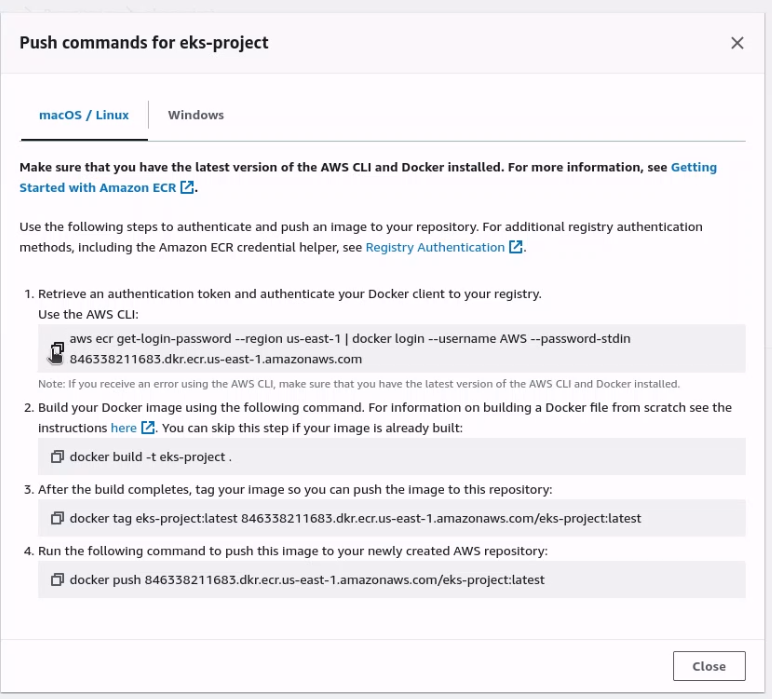 Push commands for eks-project
macOS / Linux
Windows
Make sure that you have the latest version of the AWS CLI and Docker installed. For more information, see Getting
Started with Amazon ECR.
Use the following steps to authenticate and push an image to your repository. For additional registry authentication
methods, including the Amazon ECR credential helper, see Registry Authentication.
1. Retrieve an authentication token and authenticate your Docker client to your registry.
Use the AWS CLI:
aws ecr get-login-password --region us-east-1 | docker login --username AWS --password-stdin
846338211683.dkr.ecr.us-east-1.amazonaws.com
Note: If you receive an error using the AWS CLI, make sure that you have the latest version of the AWS CLI and Docker installed.
2. Build your Docker image using the following command. For information on building a Docker file from scratch see the
instructions here. You can skip this step if your image is already built:
docker build -t eks-project .
3. After the build completes, tag your image so you can push the image to this repository:
docker tag eks-project:latest 846338211683.dkr.ecr.us-east-1.amazonaws.com/eks-project:latest
4. Run the following command to push this image to your newly created AWS repository:
docker push 846338211683.dkr.ecr.us-east-1.amazonaws.com/eks-project:latest
Close